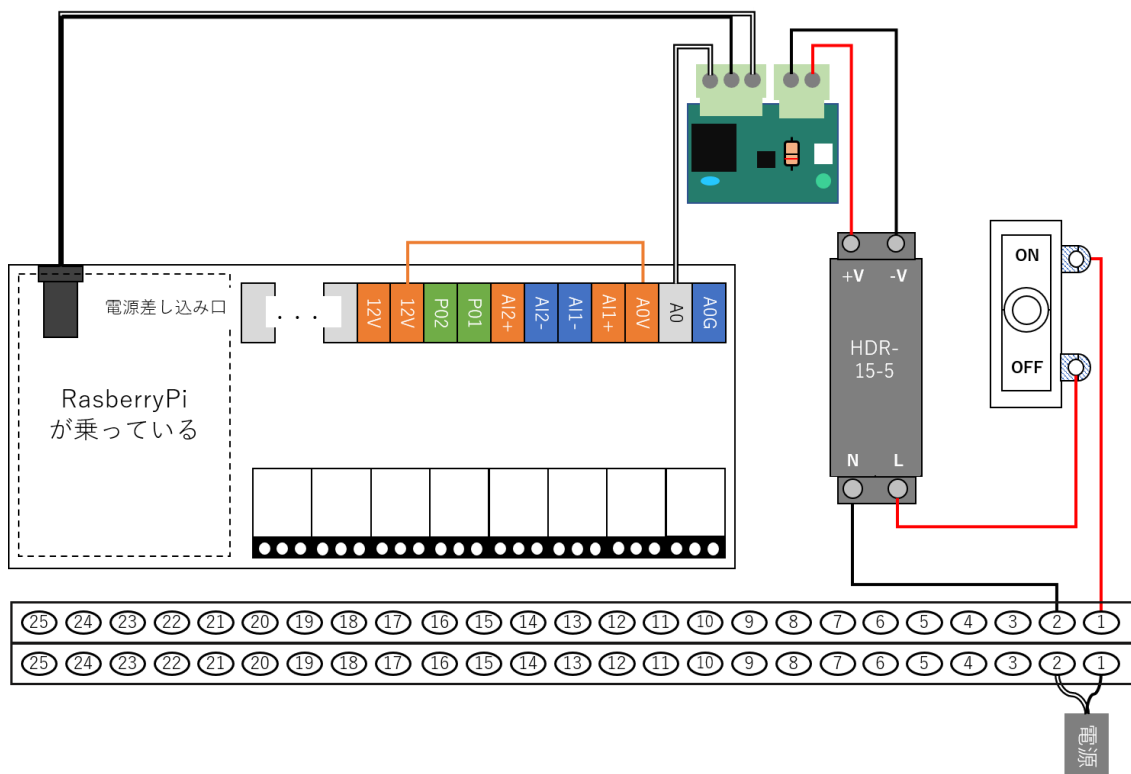 ON
+V -V
電源差し込み口
...
12V
12V
P02
P01
AI2+
AI2-
AI1-
AI1+
A0V
A0
A0G
HDR-
15-5
OFF
RasberryPi
が乗っている
N L
25 24 23 22 21 20 19 18 17 16 15 14 13 12 11 10 9 8 7 6 5 4 3 2 1
25 24 23 22 21 20 19 18 17 16 15 14 13 12 11 10 9 8 7 6 5 4 3 2 1
電源